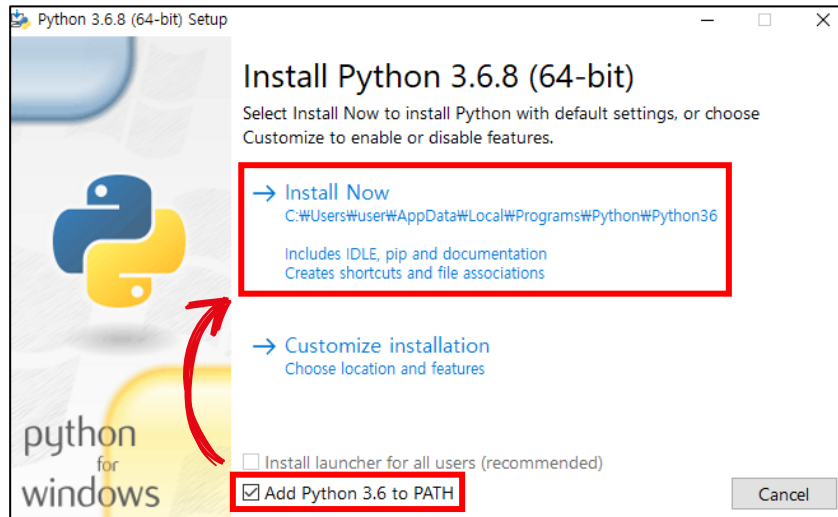 Python 3.6.8 (64-bit) Setup
Install Python 3.6.8 (64-bit)
Select Install Now to install Python with default settings, or choose
Customize to enable or disable features.
→ Install Now
C:₩Users₩user₩AppData₩Local₩Programs₩Python₩Python36
Includes IDLE, pip and documentation
Creates shortcuts and file associations
→ Customize installation
Choose location and features
python
for
windows
Install launcher for all users (recommended)
Add Python 3.6 to PATH
Cancel